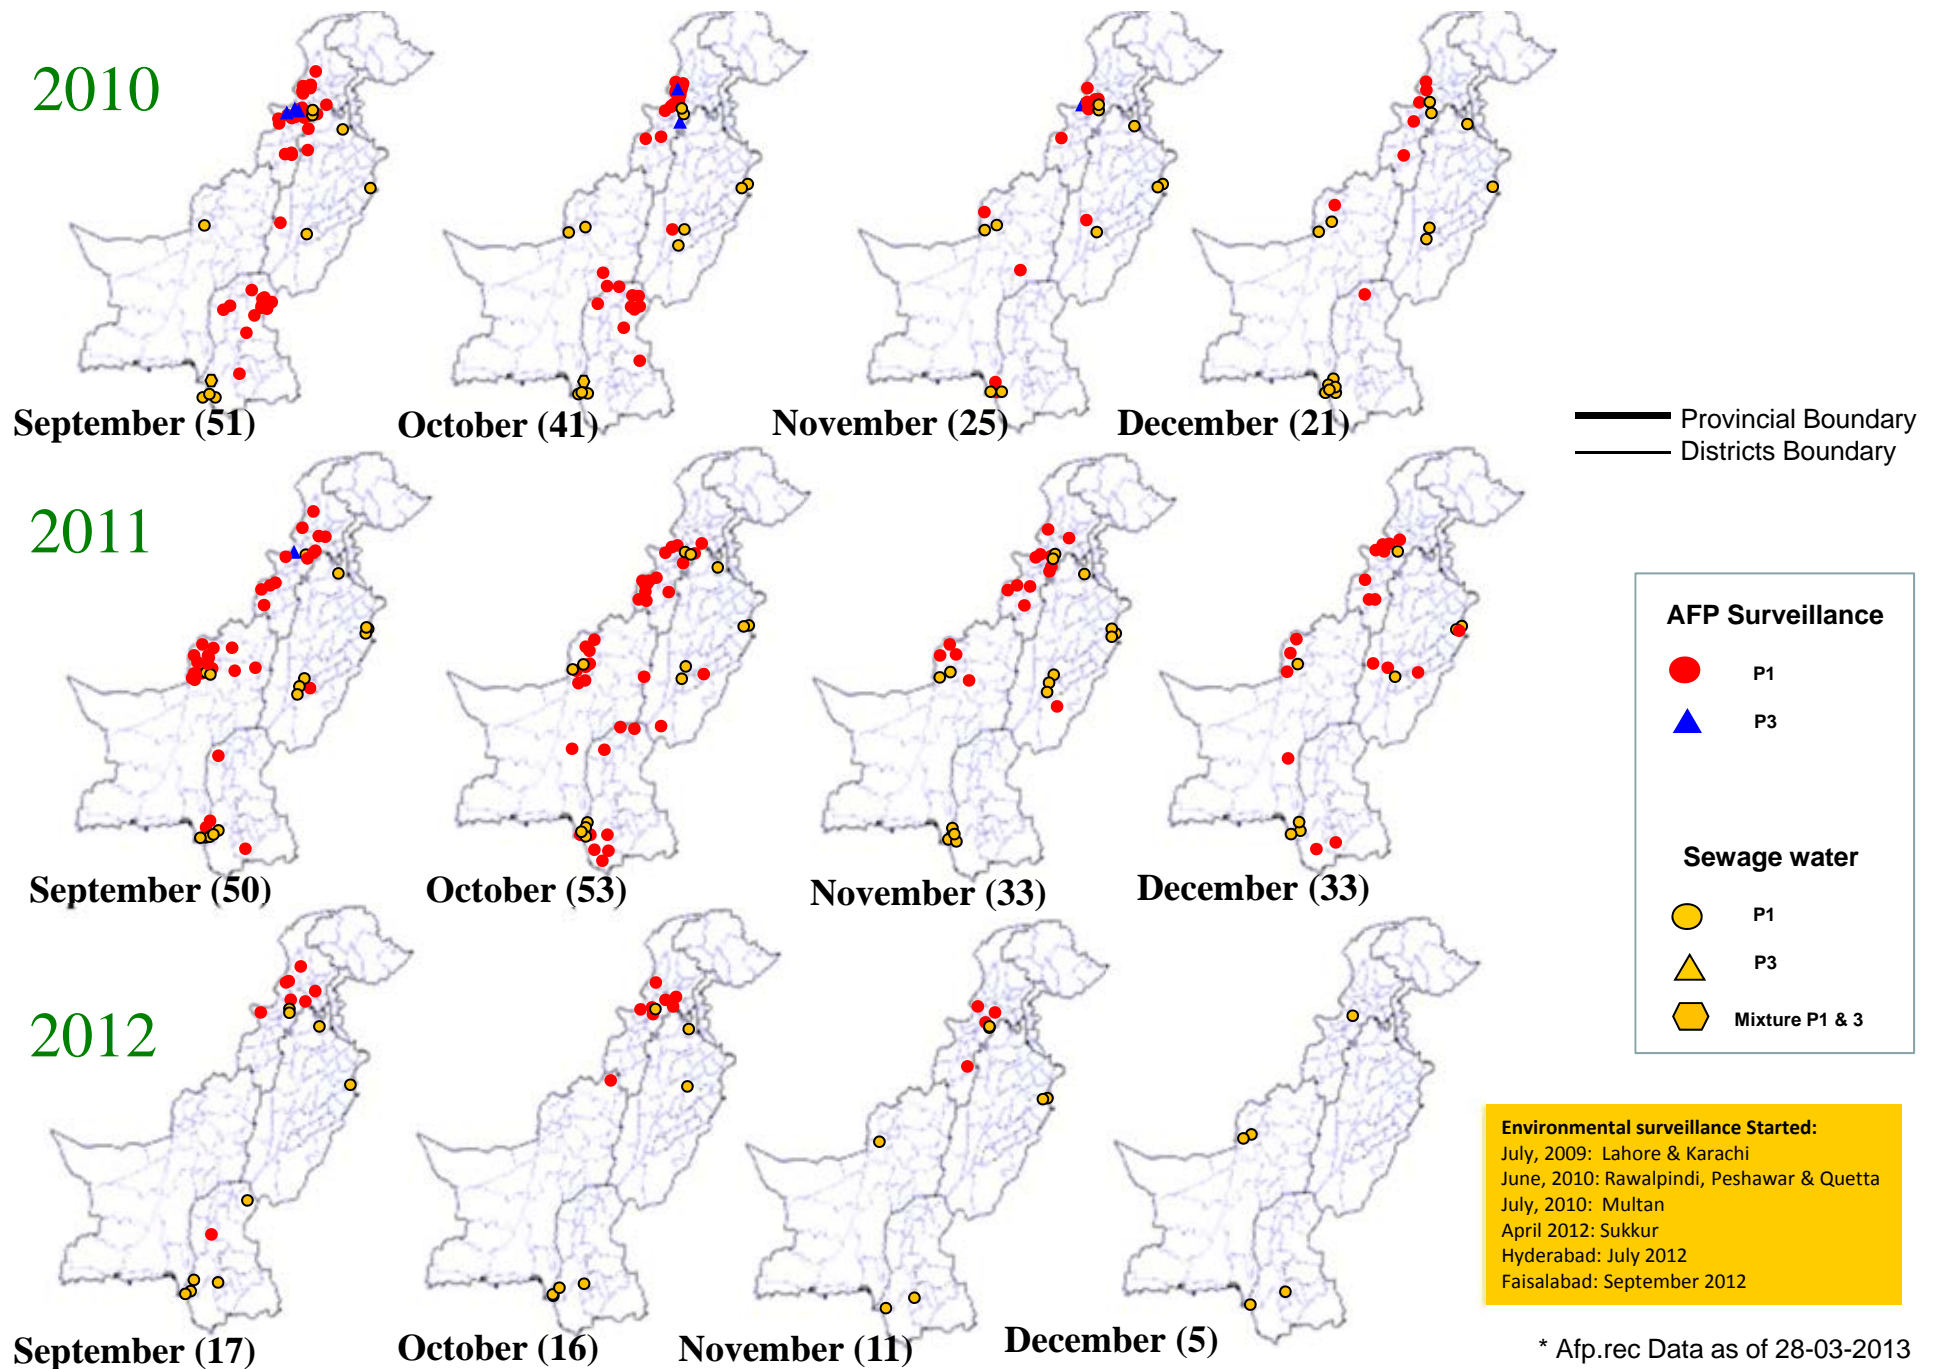 2010
September (51)
October (41)
November (25)
December (21)
Provincial Boundary
Districts Boundary
2011
September (50)
October (53)
November (33)
December (33)
AFP Surveillance
P1
P3
Sewage water
P1
P3
Mixture P1 & 3
2012
September (17)
October (16)
November (11)
December (5)
Environmental surveillance Started:
July, 2009: Lahore & Karachi
June, 2010: Rawalpindi, Peshawar & Quetta
July, 2010: Multan
April 2012: Sukkur
Hyderabad: July 2012
Faisalabad: September 2012
* Afp.rec Data as of 28-03-2013